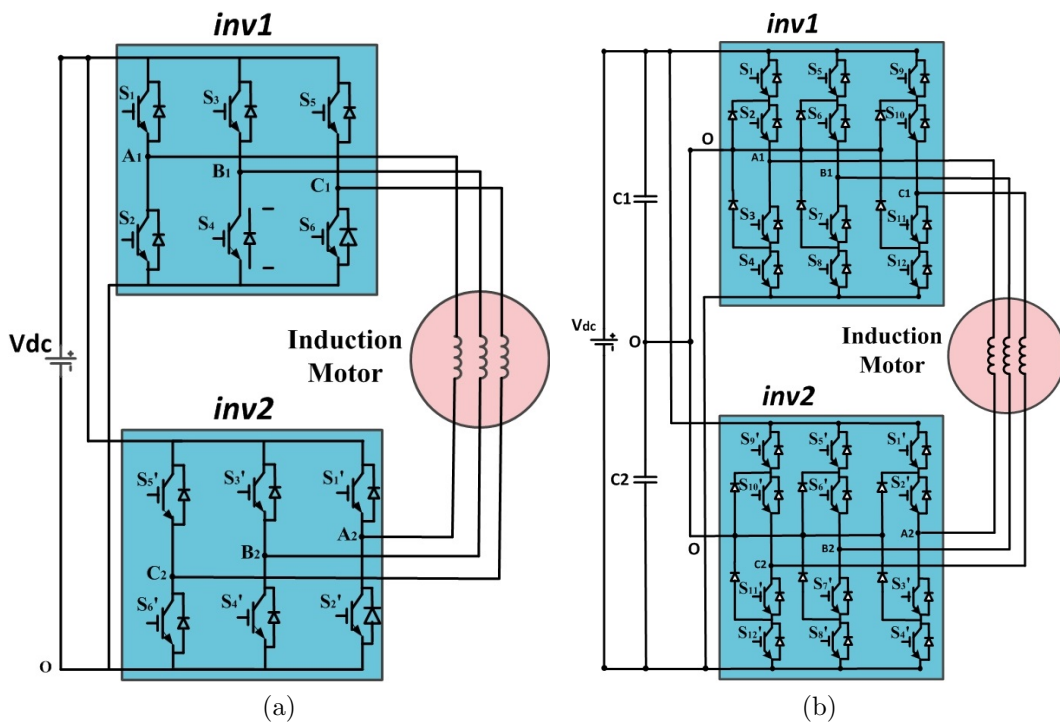 inv1
S1
S3
S5
A1
B1
C1
S2
S4
S6
Vdc
Induction
Motor
inv2
S5'
S3'
S1'
A2
B2
C2
S6'
S4'
S2'
O
(a)
inv1
S1
S5
S9
S2
S6
S10
O
A1
B1
C1
C1
S3
S7
S11
S4
S8
S12
Vdc
O
Induction
Motor
inv2
S9'
S5'
S1'
C2
S10'
S6'
S2'
O
A2
B2
C2
S11'
S7'
S3'
S12'
S8'
S4'
(b)